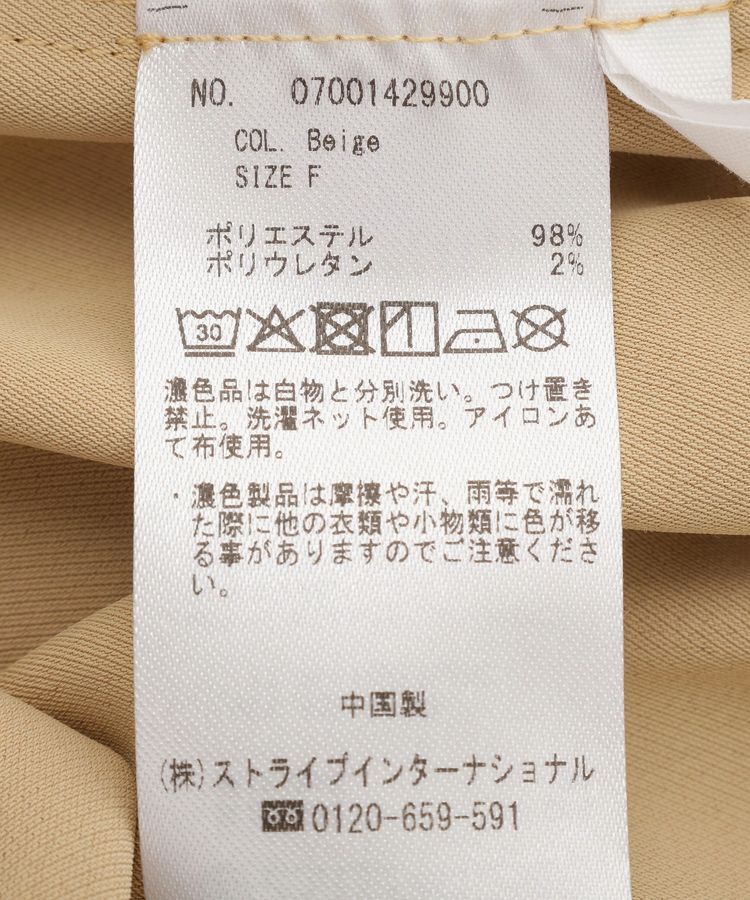 NO. 07001429900
COL. Beige
SIZE F
ポリエステル 98%
ポリウレタン 2%
30
濃色品は白物と分別洗い。つけ置き
禁止。洗濯ネット使用。アイロンあ
て布使用。
・濃色製品は摩擦や汗、雨等で濡れ
た際に他の衣類や小物類に色が移
る事がありますのでご注意くださ
い。
中国製
(株)ストライプインターナショナル
0120-659-591